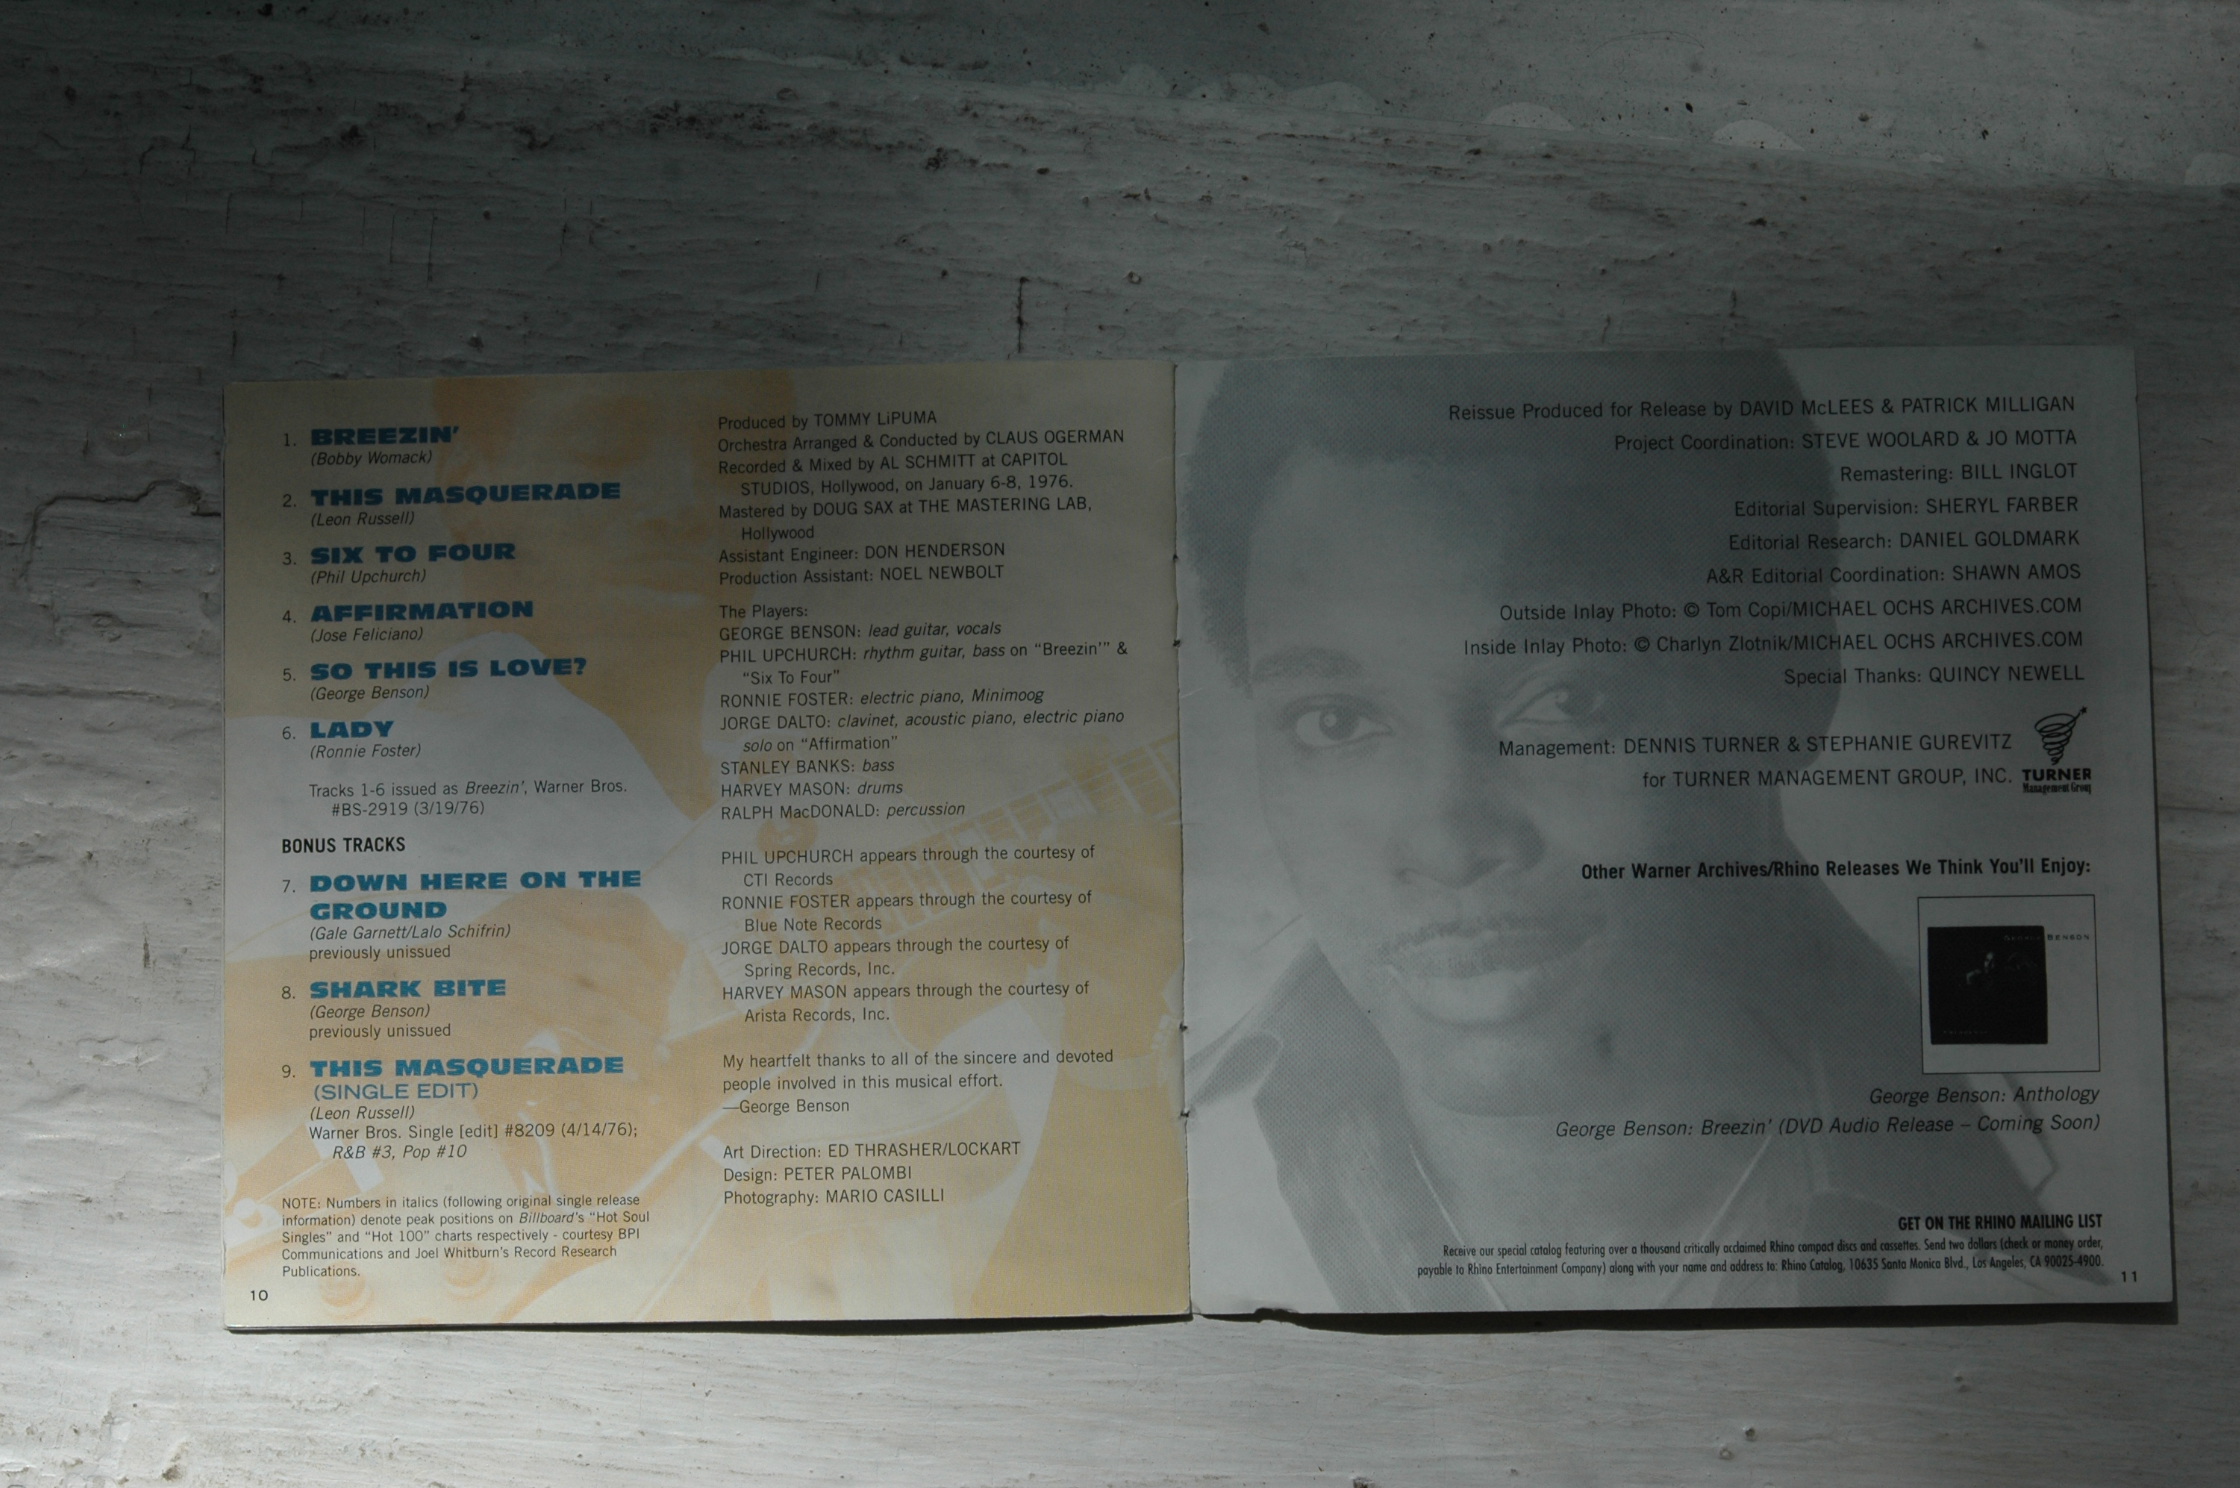 1. BREEZIN'
(Bobby Womack)
2. THIS MASQUERADE
(Leon Russell)
3. SIX TO FOUR
(Phil Upchurch)
4. AFFIRMATION
(Jose Feliciano)
5. SO THIS IS LOVE?
(George Benson)
6. LADY
(Ronnie Foster)
Tracks 1-6 issued as Breezin', Warner Bros.
#BS-2919 (3/19/76)
BONUS TRACKS
7. DOWN HERE ON THE
GROUND
(Gale Garnett/Lalo Schifrin)
previously unissued
8. SHARK BITE
(George Benson)
previously unissued
9. THIS MASQUERADE
(SINGLE EDIT)
(Leon Russell)
Warner Bros. Single [edit] #8209 (4/14/76);
R&B #3, Pop #10
NOTE: Numbers in italics (following original single release
information) denote peak positions on Billboard's "Hot Soul
Singles" and "Hot 100" charts respectively - courtesy BPI
Communications and Joel Whitburn's Record Research
Publications.
10
Produced by TOMMY LiPUMA
Orchestra Arranged & Conducted by CLAUS OGERMAN
Recorded & Mixed by AL SCHMITT at CAPITOL
STUDIOS, Hollywood, on January 6-8, 1976.
Mastered by DOUG SAX at THE MASTERING LAB,
Hollywood
Assistant Engineer: DON HENDERSON
Production Assistant: NOEL NEWBOLT
The Players:
GEORGE BENSON: lead guitar, vocals
PHIL UPCHURCH: rhythm guitar, bass on "Breezin'" &
"Six To Four"
RONNIE FOSTER: electric piano, Minimoog
JORGE DALTO: clavinet, acoustic piano, electric piano
solo on "Affirmation"
STANLEY BANKS: bass
HARVEY MASON: drums
RALPH MacDONALD: percussion
PHIL UPCHURCH appears through the courtesy of
CTI Records
RONNIE FOSTER appears through the courtesy of
Blue Note Records
JORGE DALTO appears through the courtesy of
Spring Records, Inc.
HARVEY MASON appears through the courtesy of
Arista Records, Inc.
My heartfelt thanks to all of the sincere and devoted
people involved in this musical effort.
—George Benson
Art Direction: ED THRASHER/LOCKART
Design: PETER PALOMBI
Photography: MARIO CASILLI
Reissue Produced for Release by DAVID McLEES & PATRICK MILLIGAN
Project Coordination: STEVE WOOLARD & JO MOTTA
Remastering: BILL INGLOT
Editorial Supervision: SHERYL FARBER
Editorial Research: DANIEL GOLDMARK
A&R Editorial Coordination: SHAWN AMOS
Outside Inlay Photo: © Tom Copi/MICHAEL OCHS ARCHIVES.COM
Inside Inlay Photo: © Charlyn Zlotnik/MICHAEL OCHS ARCHIVES.COM
Special Thanks: QUINCY NEWELL
Management: DENNIS TURNER & STEPHANIE GUREVITZ
for TURNER MANAGEMENT GROUP, INC.
TURNER
Management Group
Other Warner Archives/Rhino Releases We Think You'll Enjoy:
GEORGE BENSON
George Benson: Anthology
George Benson: Breezin' (DVD Audio Release – Coming Soon)
GET ON THE RHINO MAILING LIST
Receive our special catalog featuring over a thousand critically acclaimed Rhino compact discs and cassettes. Send two dollars (check or money order,
payable to Rhino Entertainment Company) along with your name and address to: Rhino Catalog, 10635 Santa Monica Blvd., Los Angeles, CA 90025-4900.
11